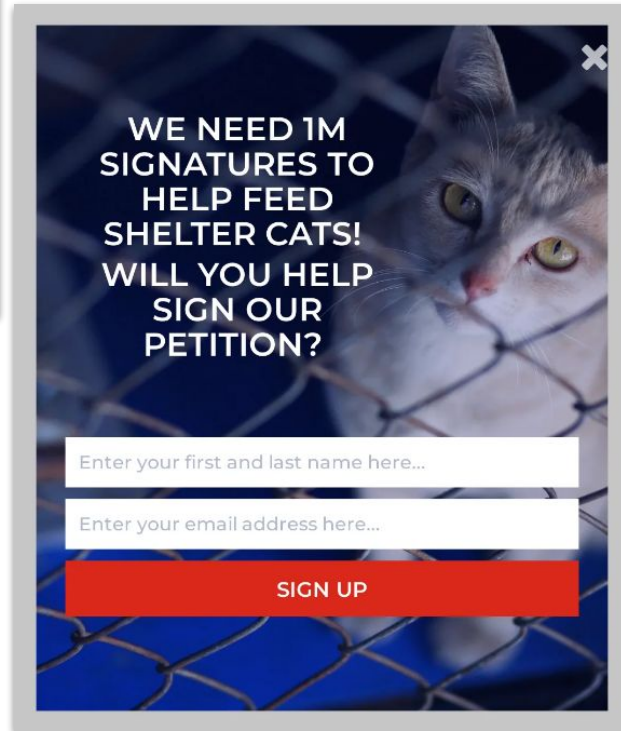 WE NEED 1M
SIGNATURES TO
HELP FEED
SHELTER CATS!
WILL YOU HELP
SIGN OUR
PETITION?
Enter your first and last name here...
Enter your email address here...
SIGN UP